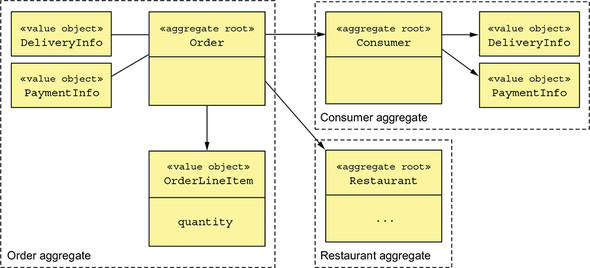 «value object»
DeliveryInfo
«value object»
PaymentInfo
«aggregate root»
Order
«value object»
OrderLineItem
quantity
Order aggregate
«aggregate root»
Consumer
«value object»
DeliveryInfo
«value object»
PaymentInfo
Consumer aggregate
«aggregate root»
Restaurant
...
Restaurant aggregate